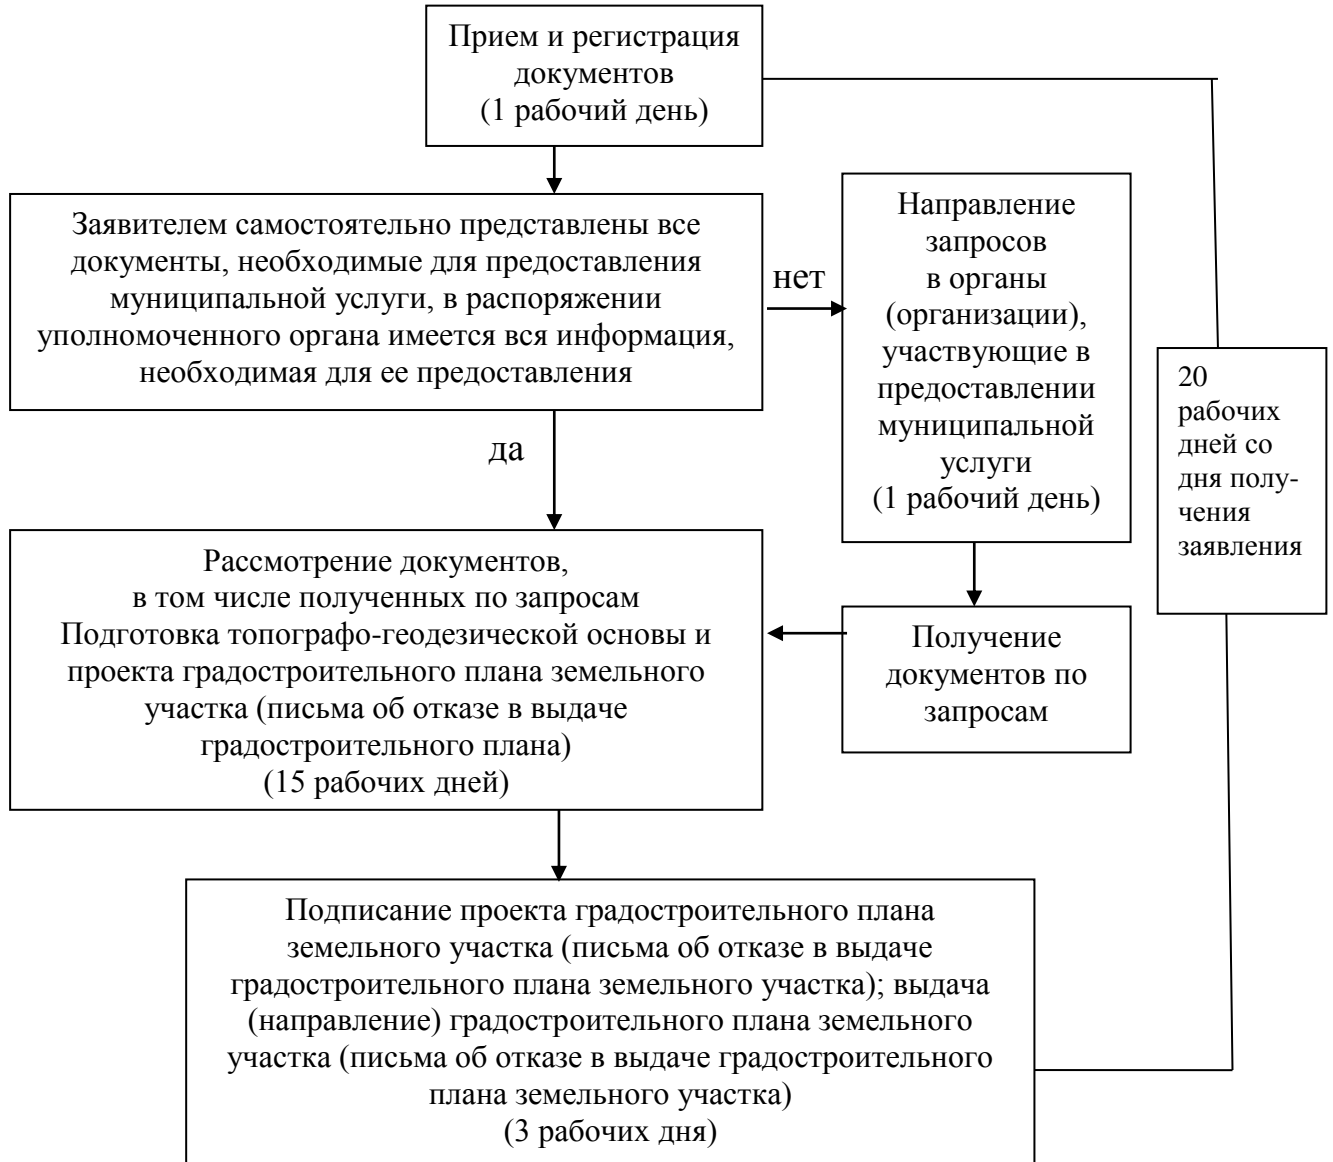 Прием и регистрация
документов
(1 рабочий день)
Заявителем самостоятельно представлены все
документы, необходимые для предоставления
муниципальной услуги, в распоряжении
уполномоченного органа имеется вся информация,
необходимая для ее предоставления
нет
Направление
запросов
в органы
(организации),
участвующие в
предоставлении
муниципальной
услуги
(1 рабочий день)
20
рабочих
дней со
дня полу-
чения
заявления
да
Рассмотрение документов,
в том числе полученных по запросам
Подготовка топографо-геодезической основы и
проекта градостроительного плана земельного
участка (письма об отказе в выдаче
градостроительного плана)
(15 рабочих дней)
Получение
документов по
запросам
Подписание проекта градостроительного плана
земельного участка (письма об отказе в выдаче
градостроительного плана земельного участка); выдача
(направление) градостроительного плана земельного
участка (письма об отказе в выдаче градостроительного
плана земельного участка)
(3 рабочих дня)